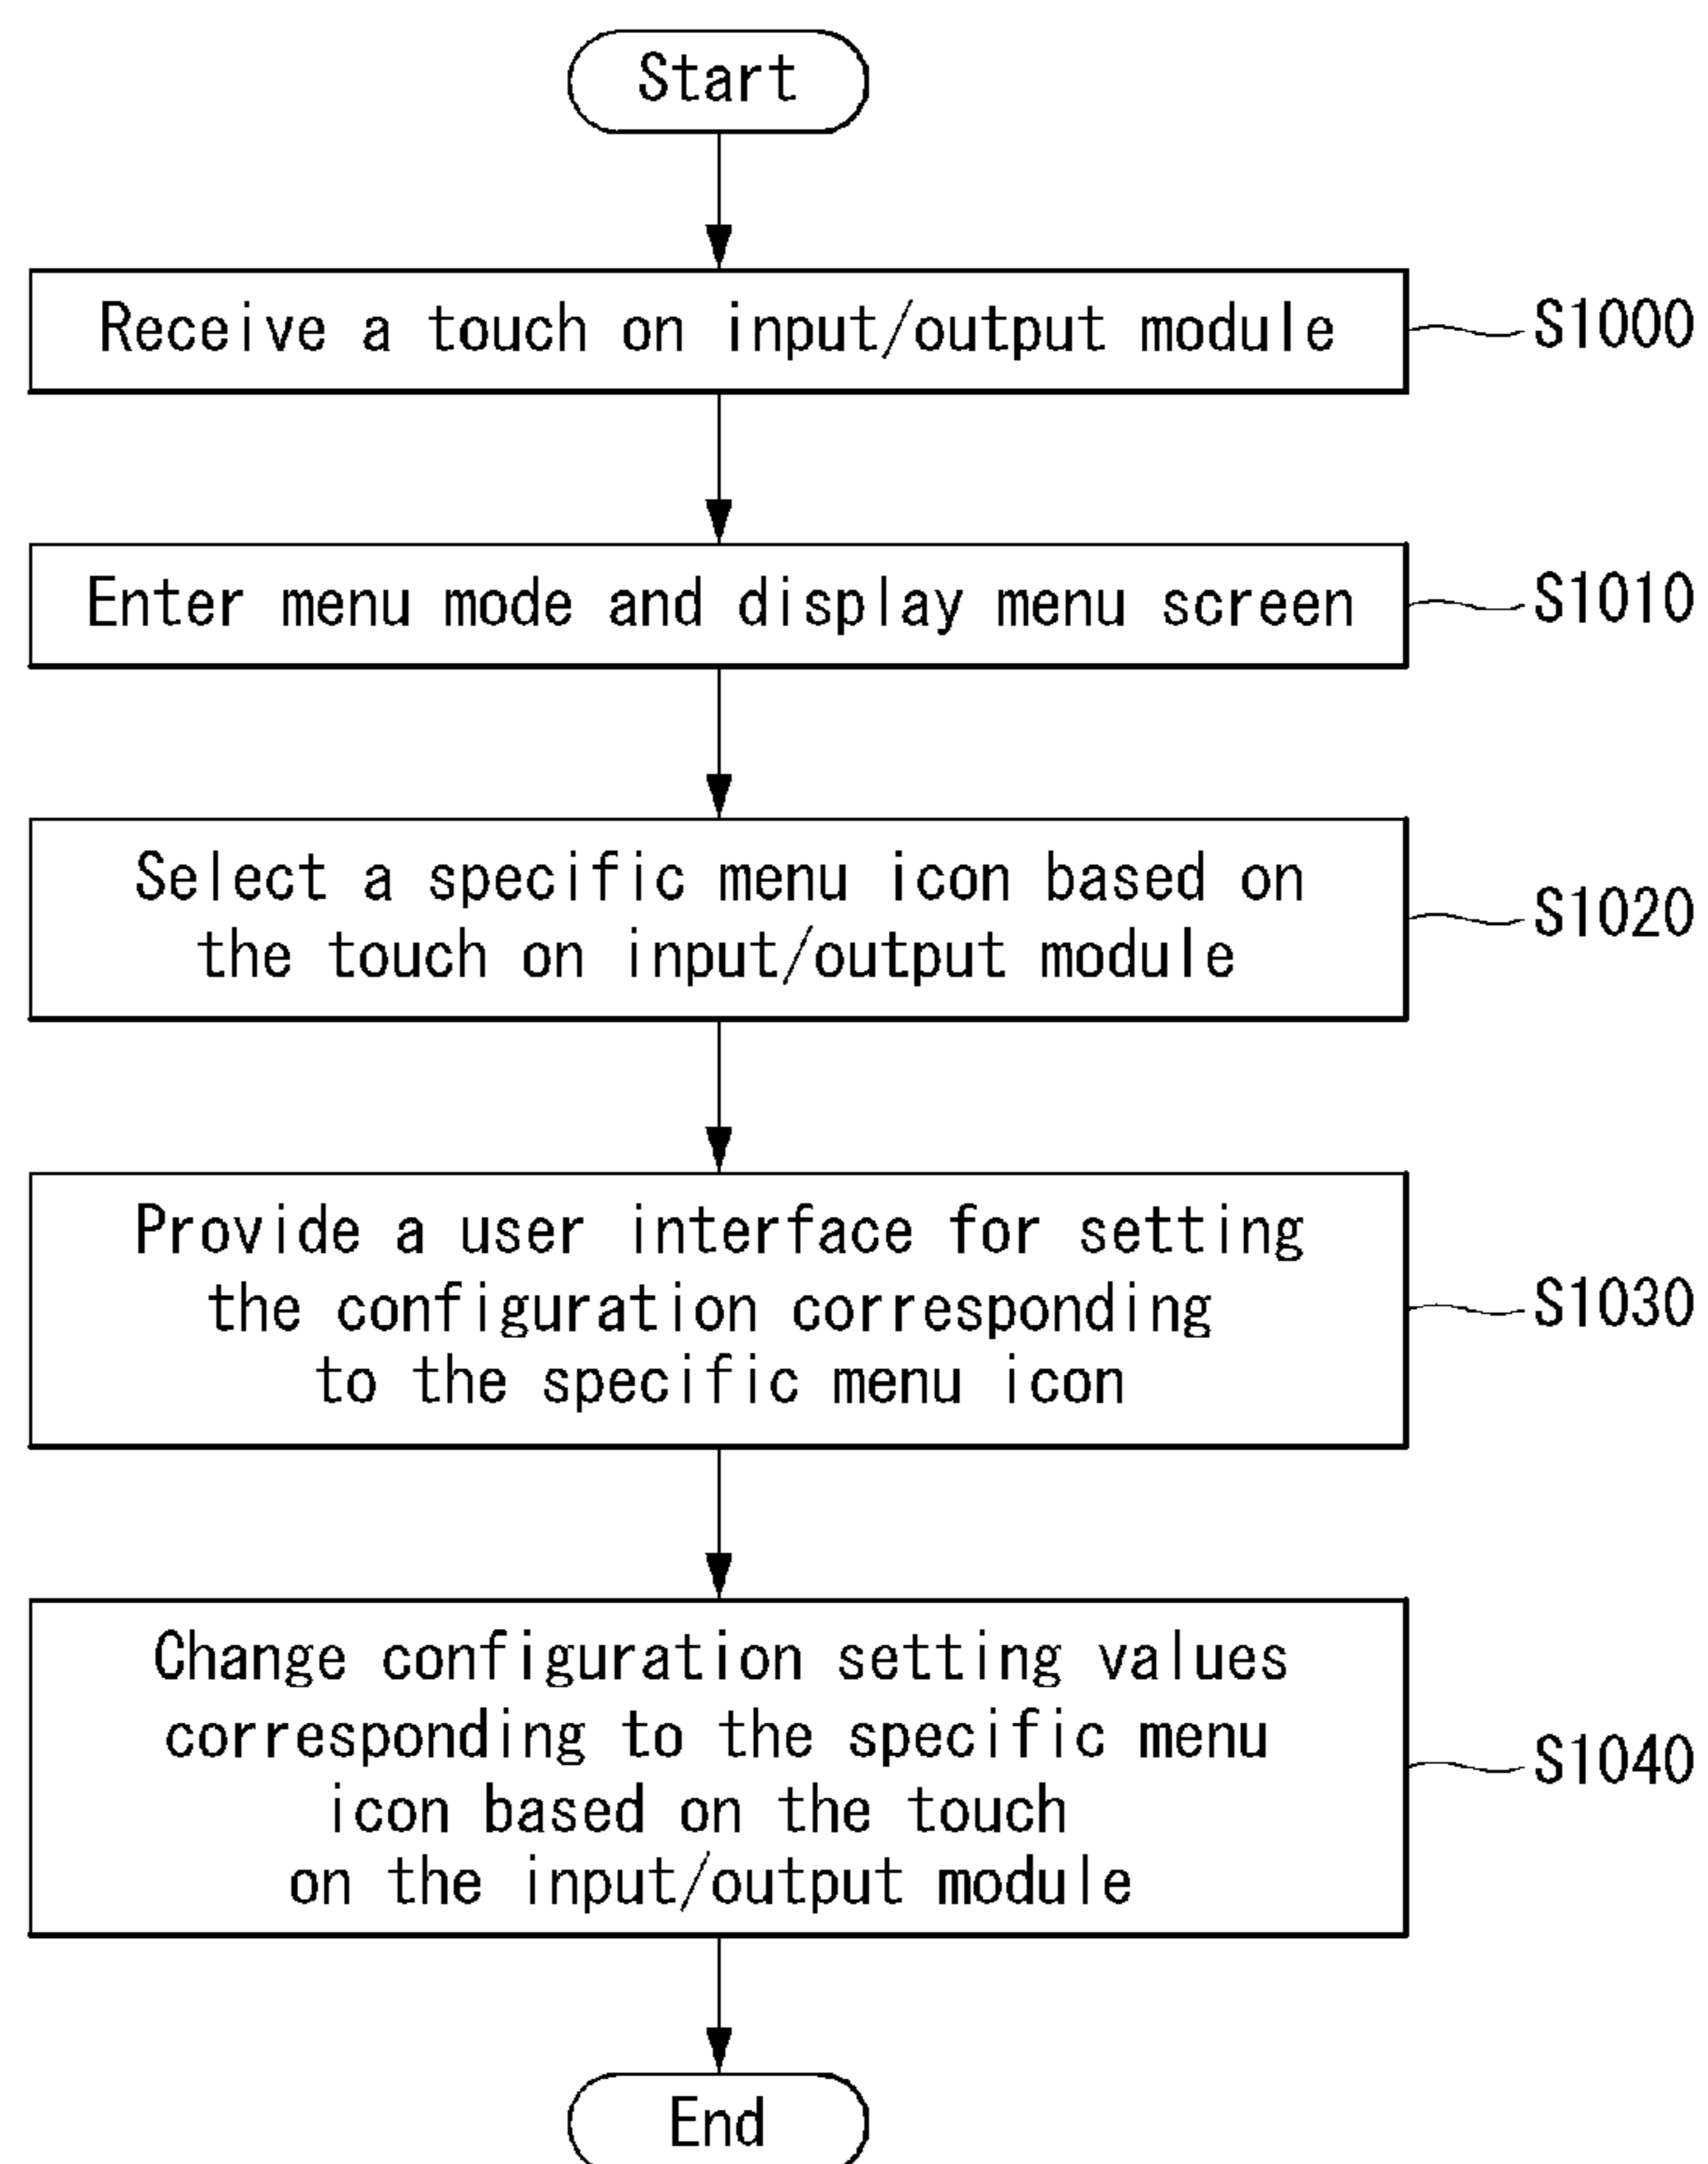 Start
Receive a touch on input/output module
S1000
Enter menu mode and display menu screen
S1010
Select a specific menu icon based on
the touch on input/output module
S1020
Provide a user interface for setting
the configuration corresponding
to the specific menu icon
S1030
Change configuration setting values
corresponding to the specific menu
icon based on the touch
on the input/output module
S1040
End